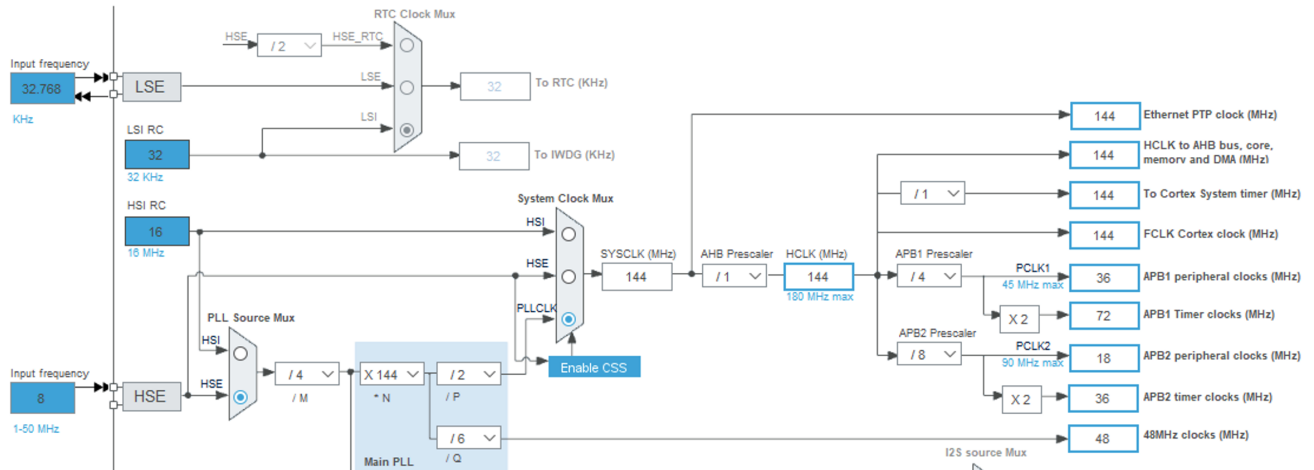 RTC Clock Mux
HSE
/ 2
HSE_RTC
Input frequency
32.768
KHz
LSE
LSE
32
To RTC (KHz)
LSI RC
LSI
32
32 KHz
32
To IWDG (KHz)
HSI RC
16
16 MHz
System Clock Mux
HSI
HSE
PLLCLK
SYSCLK (MHz)
144
AHB Prescaler
/ 1
HCLK (MHz)
144
180 MHz max
144
Ethernet PTP clock (MHz)
144
HCLK to AHB bus, core,
memory and DMA (MHz)
/ 1
144
To Cortex System timer (MHz)
144
FCLK Cortex clock (MHz)
APB1 Prescaler
/ 4
PCLK1
45 MHz max
36
APB1 peripheral clocks (MHz)
X 2
72
APB1 Timer clocks (MHz)
APB2 Prescaler
/ 8
PCLK2
90 MHz max
18
APB2 peripheral clocks (MHz)
X 2
36
APB2 timer clocks (MHz)
PLL Source Mux
HSI
HSE
Input frequency
8
1-50 MHz
HSE
/ 4
/ M
X 144
* N
/ 2
/ P
Enable CSS
/ 6
/ Q
Main PLL
48
48MHz clocks (MHz)
I2S source Mux